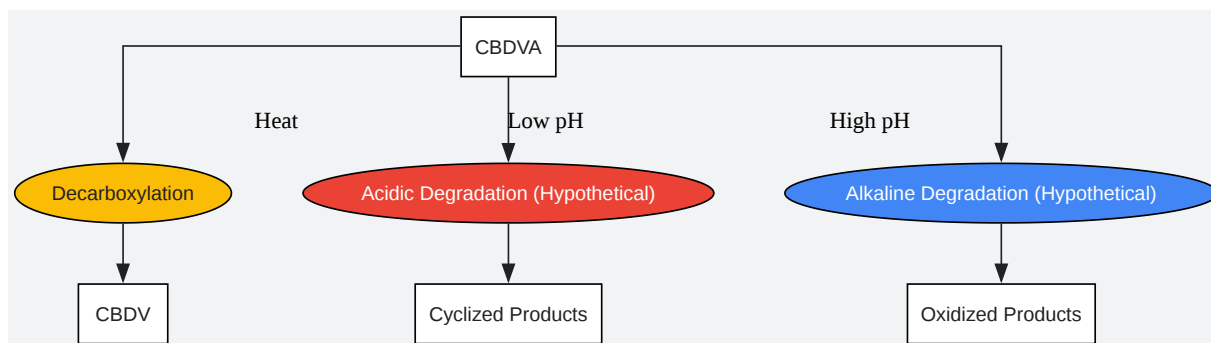 CBDVA
Heat
Low pH
High pH
Decarboxylation
Acidic Degradation (Hypothetical)
Alkaline Degradation (Hypothetical)
CBDV
Cyclized Products
Oxidized Products